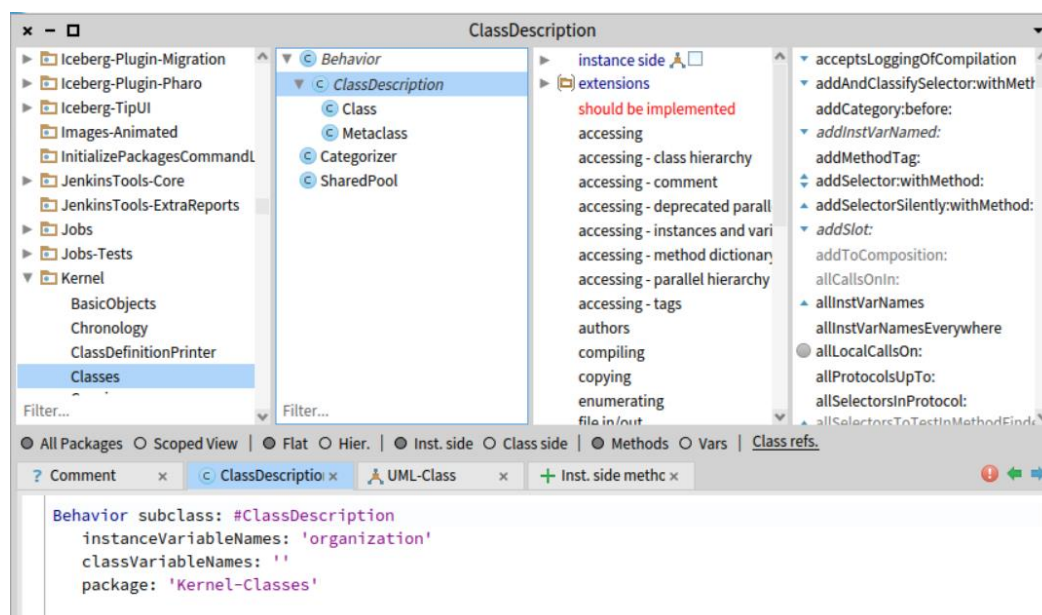 ClassDescription
Iceberg-Plugin-Migration
Iceberg-Plugin-Pharo
Iceberg-TipUI
Images-Animated
InitializePackagesCommandL
JenkinsTools-Core
JenkinsTools-ExtraReports
Jobs
Jobs-Tests
Kernel
BasicObjects
Chronology
ClassDefinitionPrinter
Classes
Filter...
Behavior
ClassDescription
Class
Metaclass
Categorizer
SharedPool
Filter...
instance side
extensions
should be implemented
accessing
accessing - class hierarchy
accessing - comment
accessing - deprecated parall
accessing - instances and vari
accessing - method dictionary
accessing - parallel hierarchy
accessing - tags
authors
compiling
copying
enumerating
file in/out
acceptsLoggingOfCompilation
addAndClassifySelector:withMeth
addCategory:before:
addInstVarNamed:
addMethodTag:
addSelector:withMethod:
addSelectorSilently:withMethod:
addSlot:
addToComposition:
allCallsOnIn:
allInstVarNames
allInstVarNamesEverywhere
allLocalCallsOn:
allProtocolsUpTo:
allSelectorsInProtocol:
allSelectorsToTestInMethodFinde
All Packages Scoped View | Flat Hier. | Inst. side Class side | Methods Vars | Class refs.
? Comment × ClassDescriptio × UML-Class × Inst. side methc ×
Behavior subclass: #ClassDescription
instanceVariableNames: 'organization'
classVariableNames: ''
package: 'Kernel-Classes'